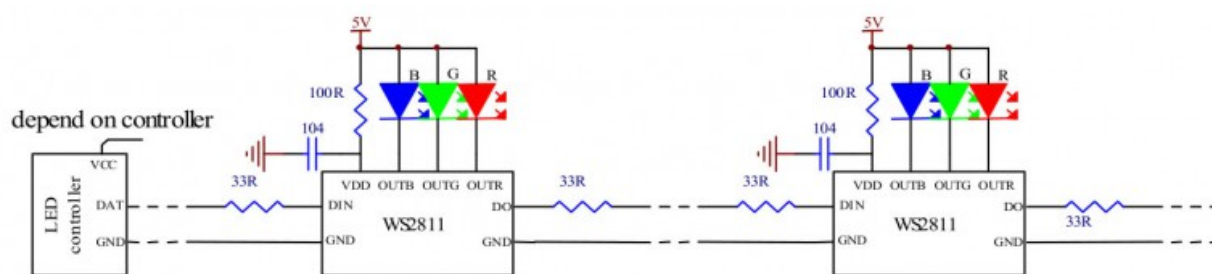 5V
5V
B
G
R
B
G
R
100R
100R
depend on controller
104
104
VCC
33R
VDD
OUTB
OUTG
OUTR
33R
33R
VDD
OUTB
OUTG
OUTR
LED
controller
DAT
DIN
DO
DIN
DO
WS2811
WS2811
33R
GND
GND
GND
GND
GND